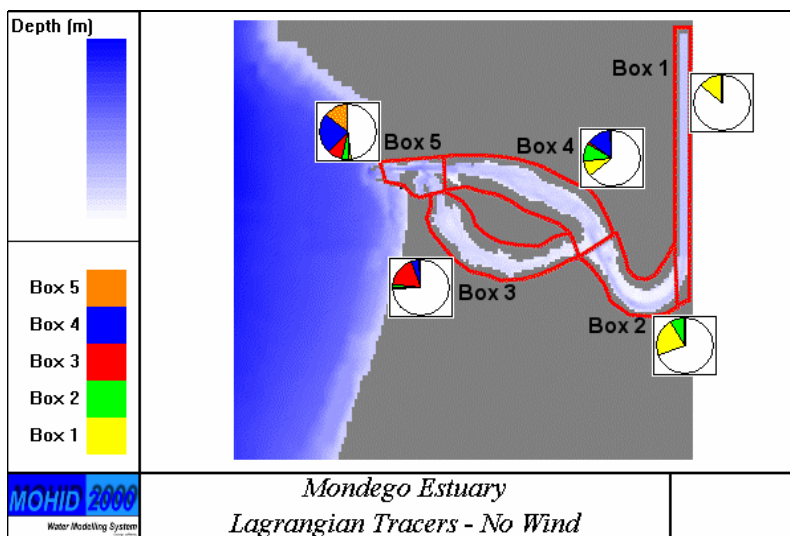 Depth (m)
Box 1
Box 5
Box 4
Box 3
Box 2
Box 5
Box 4
Box 3
Box 2
Box 1
MOHID 2000
Water Modelling System
Mondego Estuary
Lagrangian Tracers - No Wind